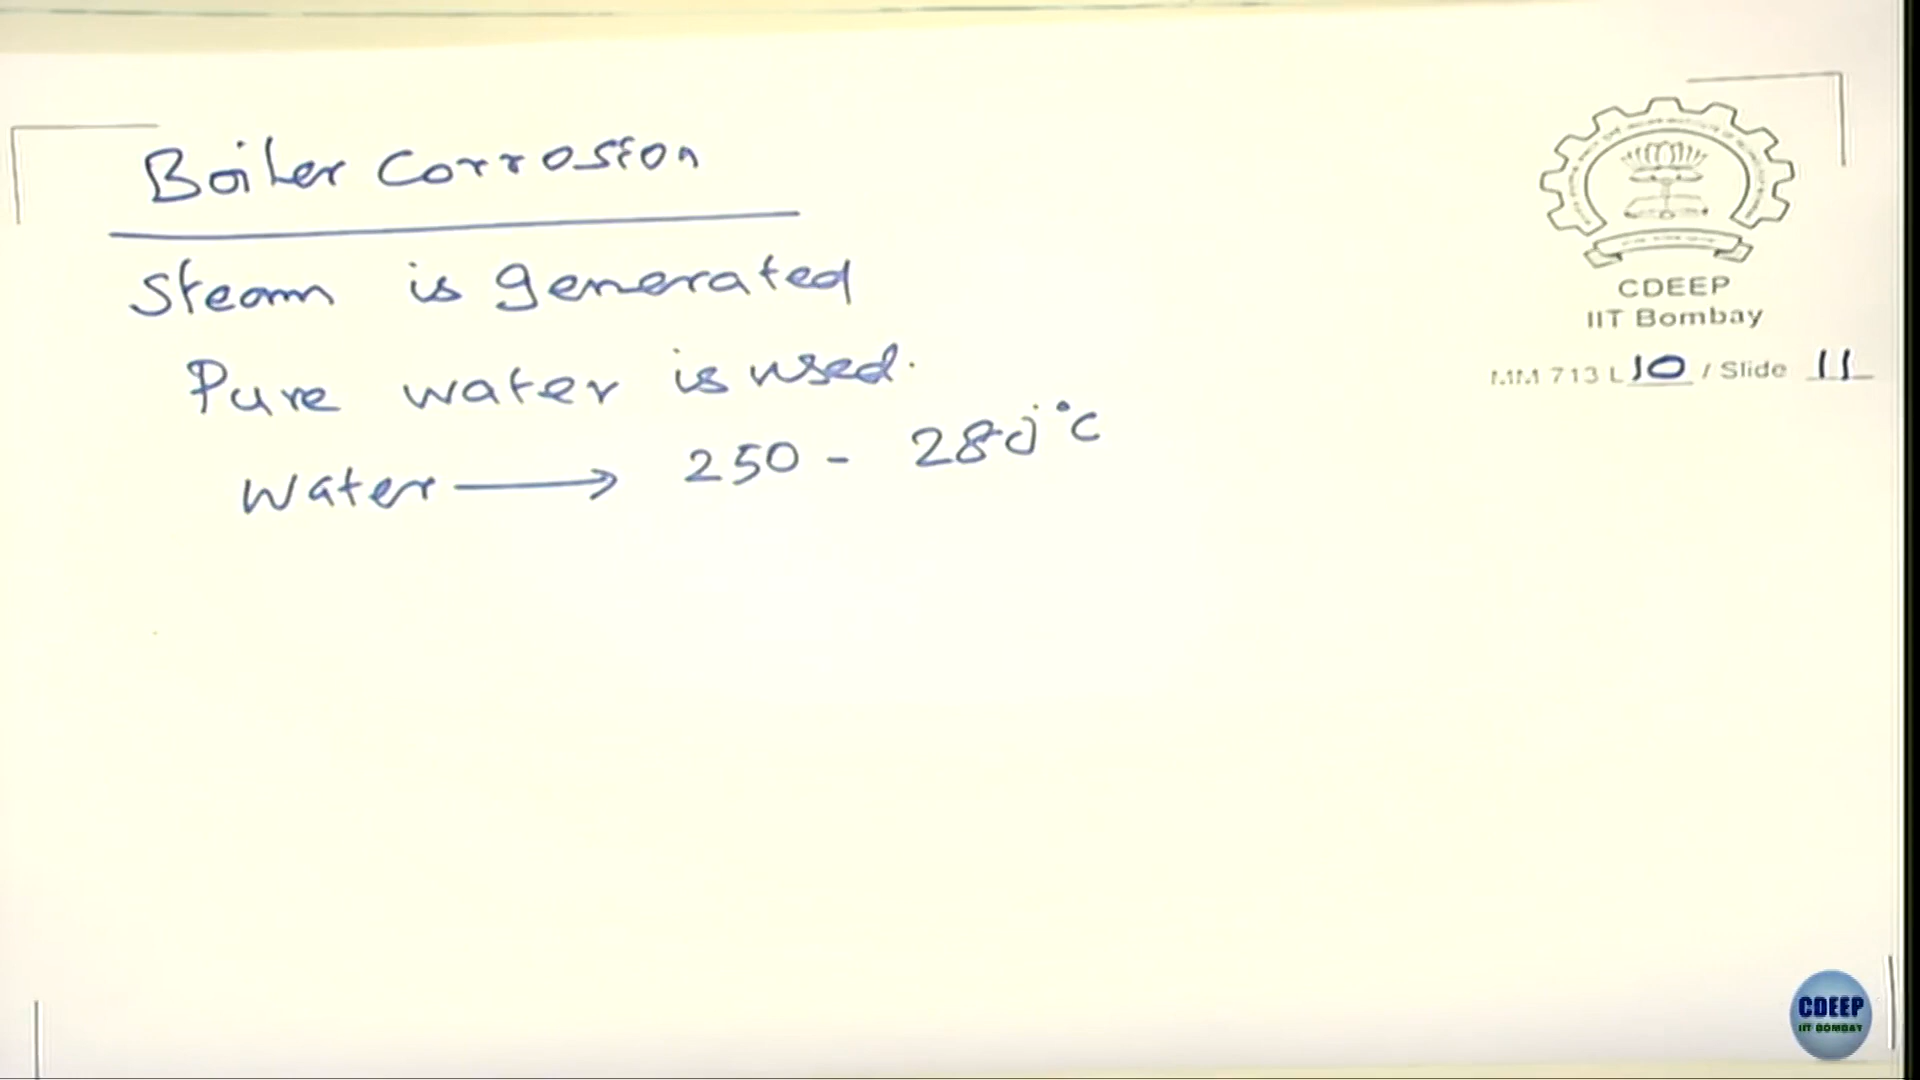 Boiler Corrosion
Steam is generated
Pure water is used.
Water → 250 - 280°C
CDEEP
IIT Bombay
MM 713 L 10 / Slide 11
CDEEP
IIT BOMBAY